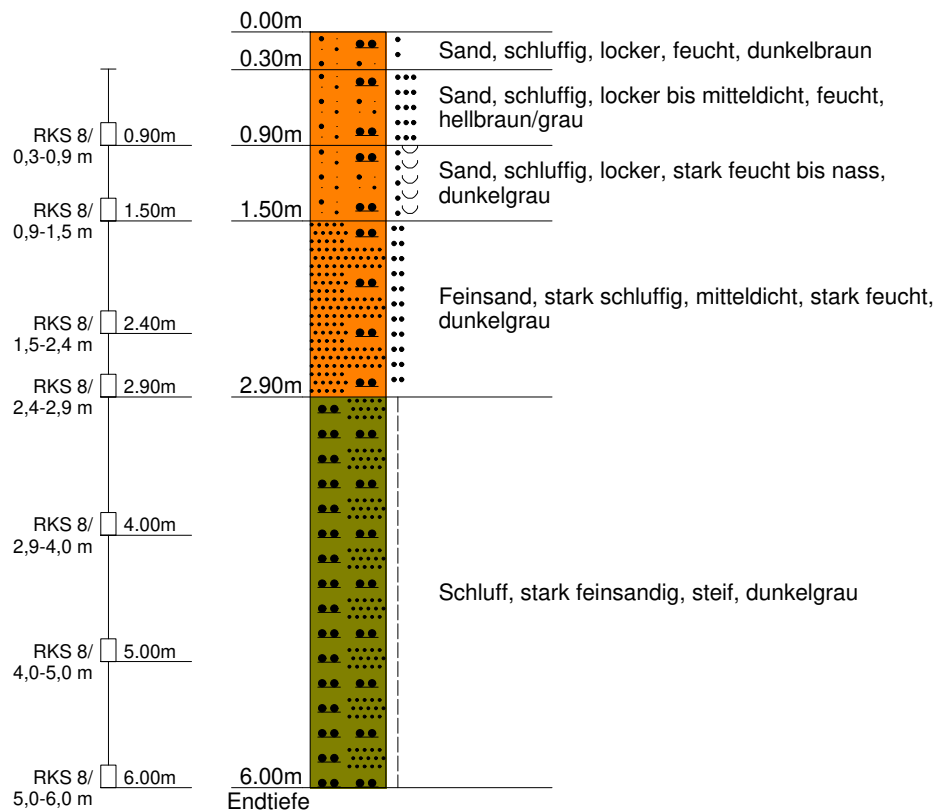 0.00m
Sand, schluffig, locker, feucht, dunkelbraun
0.30m
Sand, schluffig, locker bis mitteldicht, feucht,
hellbraun/grau
RKS 8/
0,3-0,9 m
0.90m
0.90m
Sand, schluffig, locker, stark feucht bis nass,
dunkelgrau
RKS 8/
0,9-1,5 m
1.50m
1.50m
Feinsand, stark schluffig, mitteldicht, stark feucht,
dunkelgrau
RKS 8/
1,5-2,4 m
2.40m
RKS 8/
2,4-2,9 m
2.90m
2.90m
RKS 8/
2,9-4,0 m
4.00m
Schluff, stark feinsandig, steif, dunkelgrau
RKS 8/
4,0-5,0 m
5.00m
RKS 8/
5,0-6,0 m
6.00m
6.00m
Endtiefe